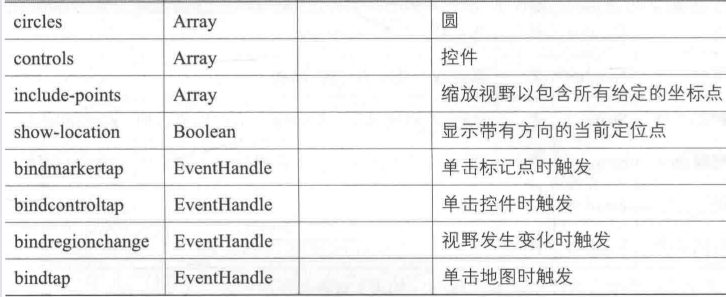 circles Array 圆
controls Array 控件
include-points Array 缩放视野以包含所有给定的坐标点
show-location Boolean 显示带有方向的当前定位点
bindmarkertap EventHandle 单击标记点时触发
bindcontroltap EventHandle 单击控件时触发
bindregionchange EventHandle 视野发生变化时触发
bindtap EventHandle 单击地图时触发